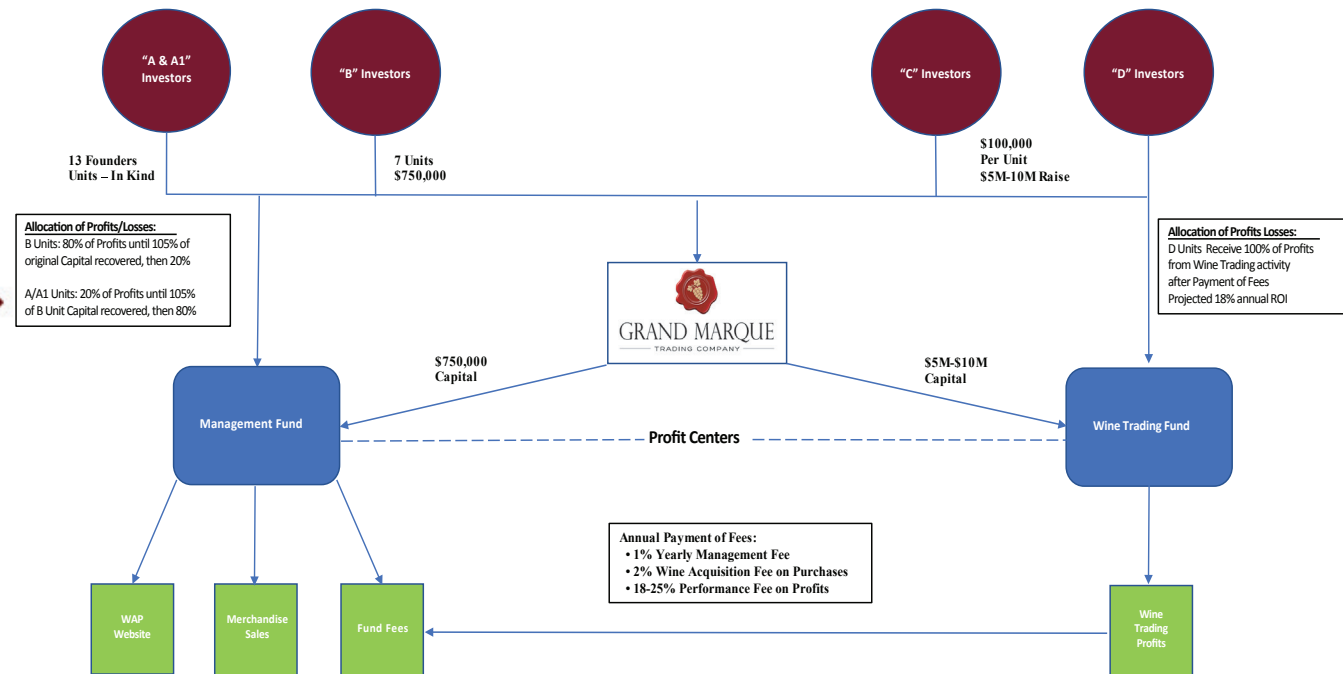 “A & A1”
Investors
“B” Investors
“C” Investors
“D” Investors
13 Founders
Units – In Kind
7 Units
$750,000
$100,000
Per Unit
$5M-10M Raise
Allocation of Profits/Losses:
B Units: 80% of Profits until 105% of
original Capital recovered, then 20%
A/A1 Units: 20% of Profits until 105%
of B Unit Capital recovered, then 80%
Allocation of Profits Losses:
D Units Receive 100% of Profits
from Wine Trading activity
after Payment of Fees
Projected 18% annual ROI
GRAND MARQUE
TRADING COMPANY
$750,000
Capital
$5M-$10M
Capital
Management Fund
Profit Centers
Wine Trading Fund
Annual Payment of Fees:
• 1% Yearly Management Fee
• 2% Wine Acquisition Fee on Purchases
• 18-25% Performance Fee on Profits
WAP
Website
Merchandise
Sales
Fund Fees
Wine
Trading
Profits